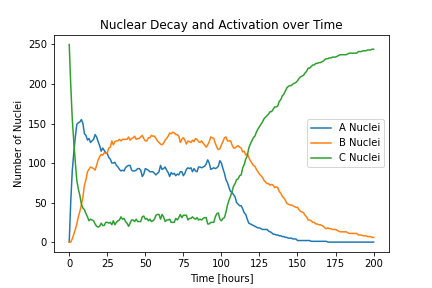 Nuclear Decay and Activation over Time
Number of Nuclei
250
200
150
100
50
0
A Nuclei
B Nuclei
C Nuclei
0 25 50 75 100 125 150 175 200
Time [hours]